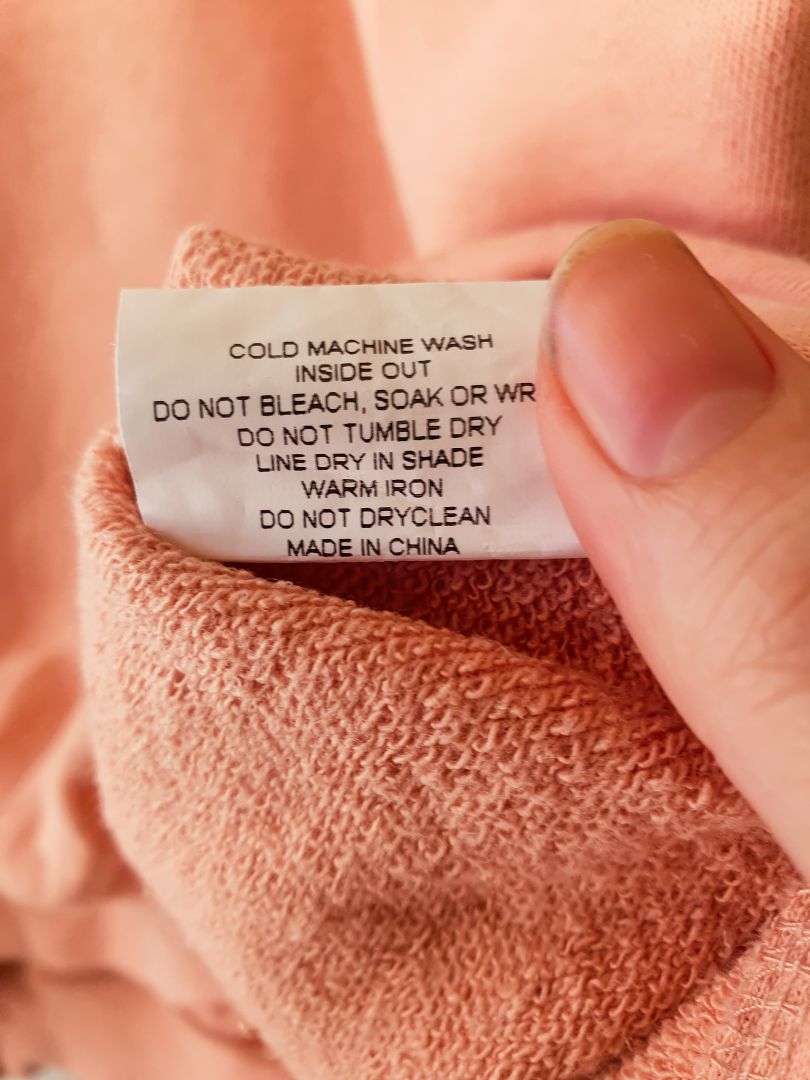 COLD MACHINE WASH
INSIDE OUT
DO NOT BLEACH, SOAK OR WR
DO NOT TUMBLE DRY
LINE DRY IN SHADE
WARM IRON
DO NOT DRYCLEAN
MADE IN CHINA